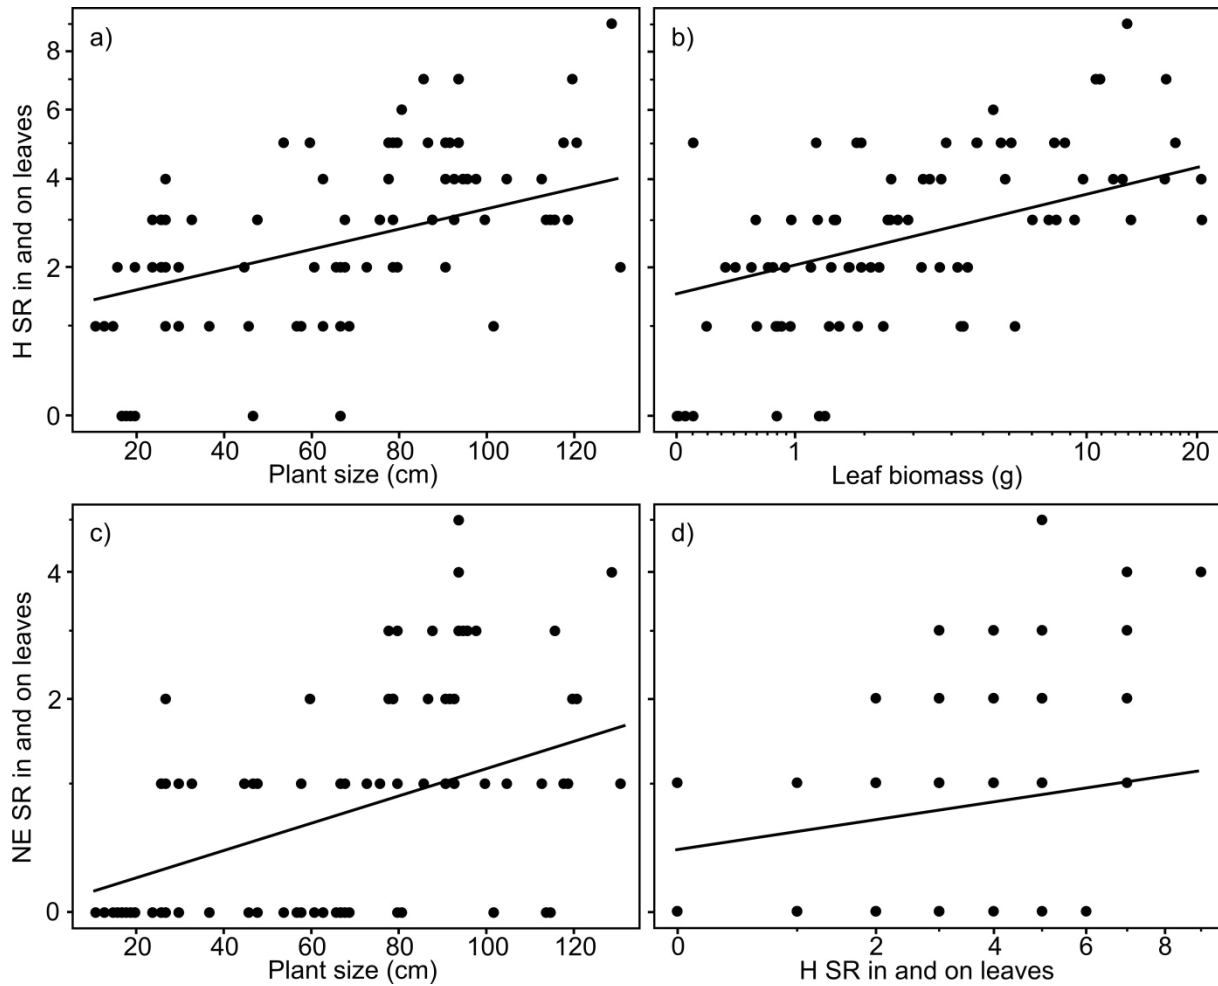 a)
H SR in and on leaves
8
6
4
2
0
20 40 60 80 100 120
Plant size (cm)
b)
0 1 10 20
Leaf biomass (g)
c)
NE SR in and on leaves
4
2
0
20 40 60 80 100 120
Plant size (cm)
d)
0 2 4 6 8
H SR in and on leaves